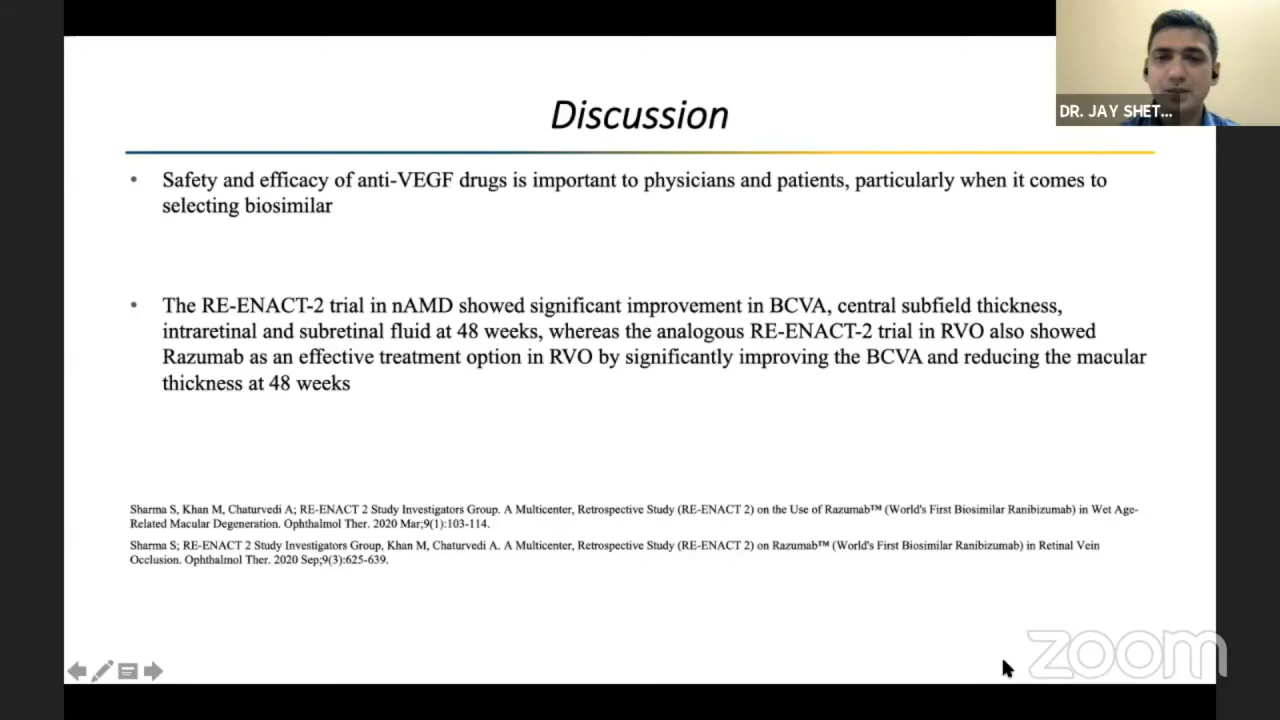 DR. JAY SHET...
Discussion
• Safety and efficacy of anti-VEGF drugs is important to physicians and patients, particularly when it comes to
selecting biosimilar
• The RE-ENACT-2 trial in nAMD showed significant improvement in BCVA, central subfield thickness,
intraretinal and subretinal fluid at 48 weeks, whereas the analogous RE-ENACT-2 trial in RVO also showed
Razumab as an effective treatment option in RVO by significantly improving the BCVA and reducing the macular
thickness at 48 weeks
Sharma S, Khan M, Chaturvedi A; RE-ENACT 2 Study Investigators Group. A Multicenter, Retrospective Study (RE-ENACT 2) on the Use of Razumab™ (World's First Biosimilar Ranibizumab) in Wet Age-
Related Macular Degeneration. Ophthalmol Ther. 2020 Mar;9(1):103-114.
Sharma S; RE-ENACT 2 Study Investigators Group, Khan M, Chaturvedi A. A Multicenter, Retrospective Study (RE-ENACT 2) on Razumab™ (World's First Biosimilar Ranibizumab) in Retinal Vein
Occlusion. Ophthalmol Ther. 2020 Sep;9(3):625-639.
zoom